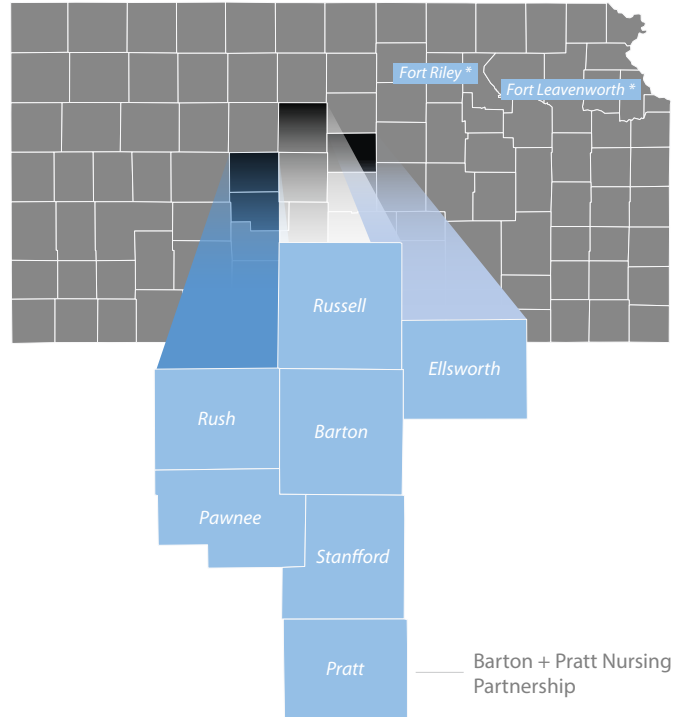 Fort Riley *
Fort Leavenworth *
Russell
Ellsworth
Rush
Barton
Pawnee
Stanfford
Pratt
Barton + Pratt Nursing
Partnership